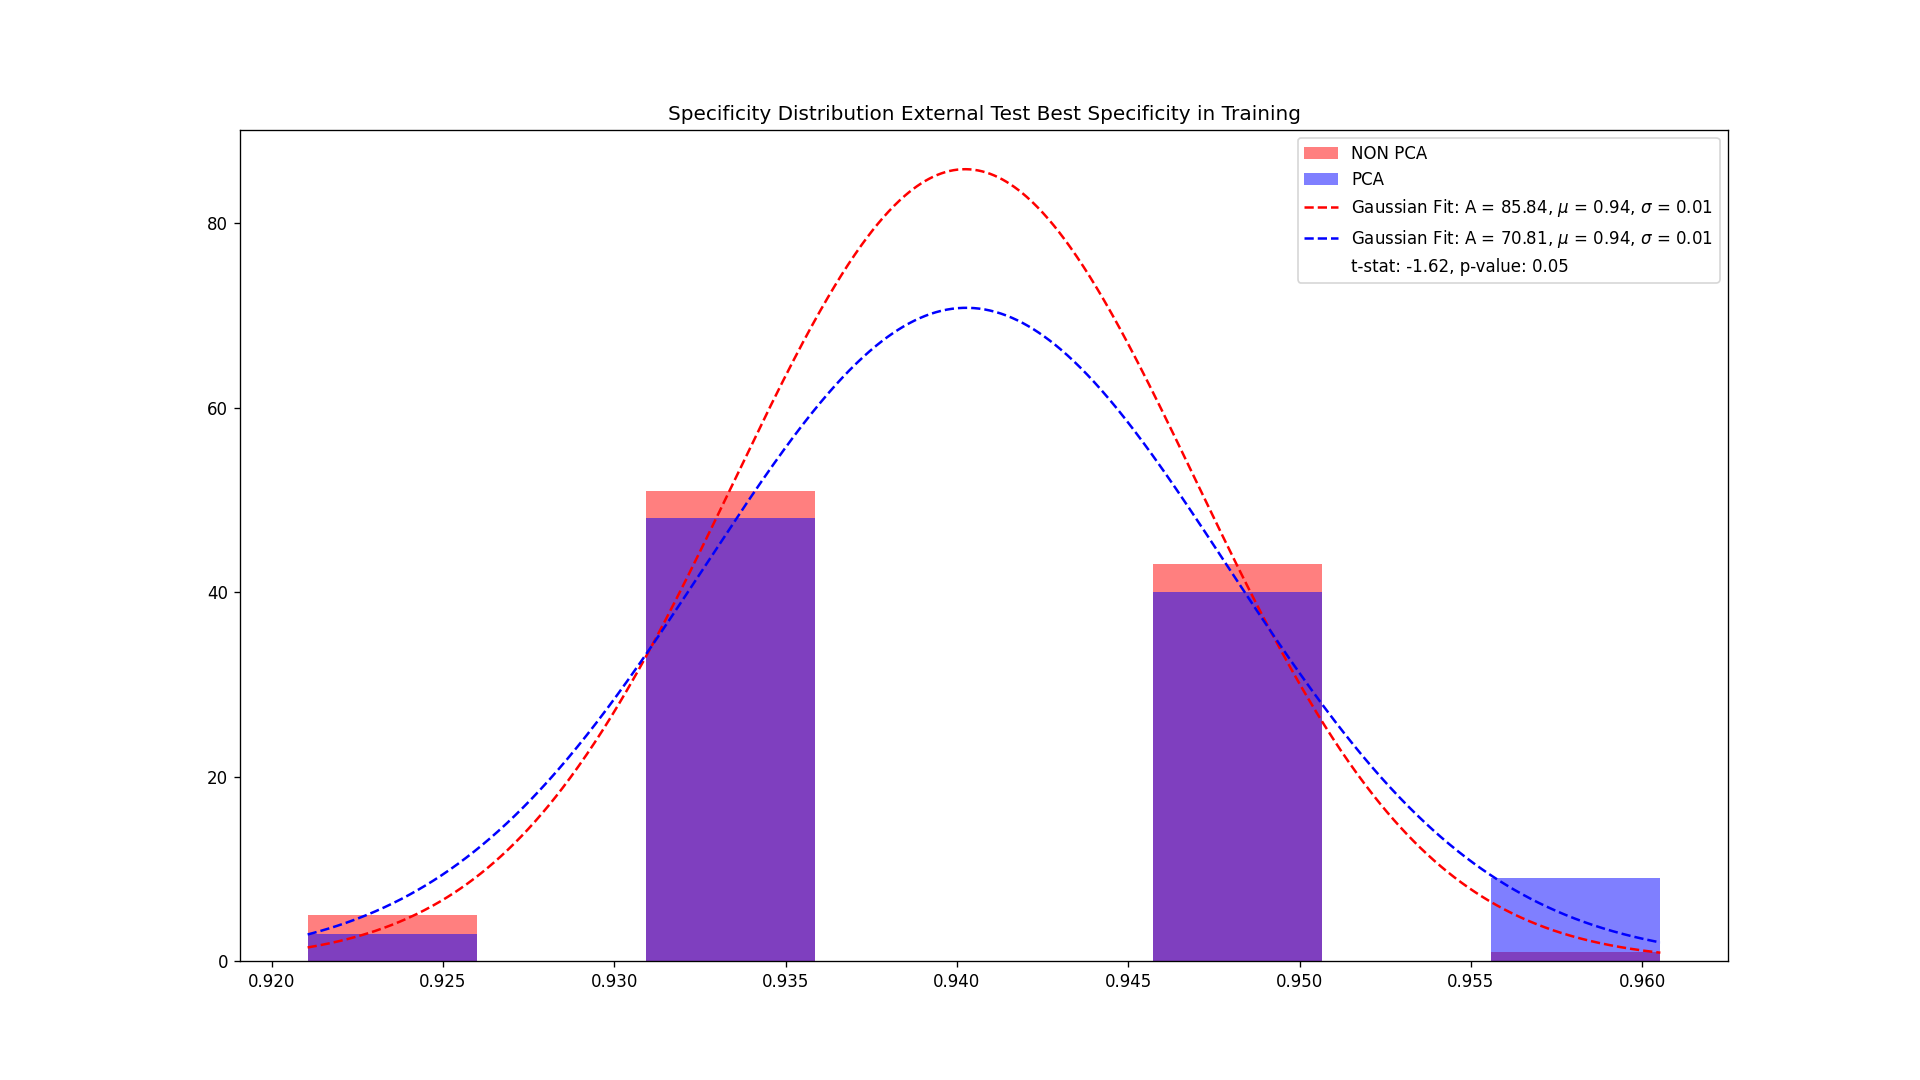 Specificity Distribution External Test Best Specificity in Training
NON PCA
PCA
Gaussian Fit: A = 85.84, μ = 0.94, σ = 0.01
Gaussian Fit: A = 70.81, μ = 0.94, σ = 0.01
t-stat: -1.62, p-value: 0.05
80
60
40
20
0
0.920 0.925 0.930 0.935 0.940 0.945 0.950 0.955 0.960